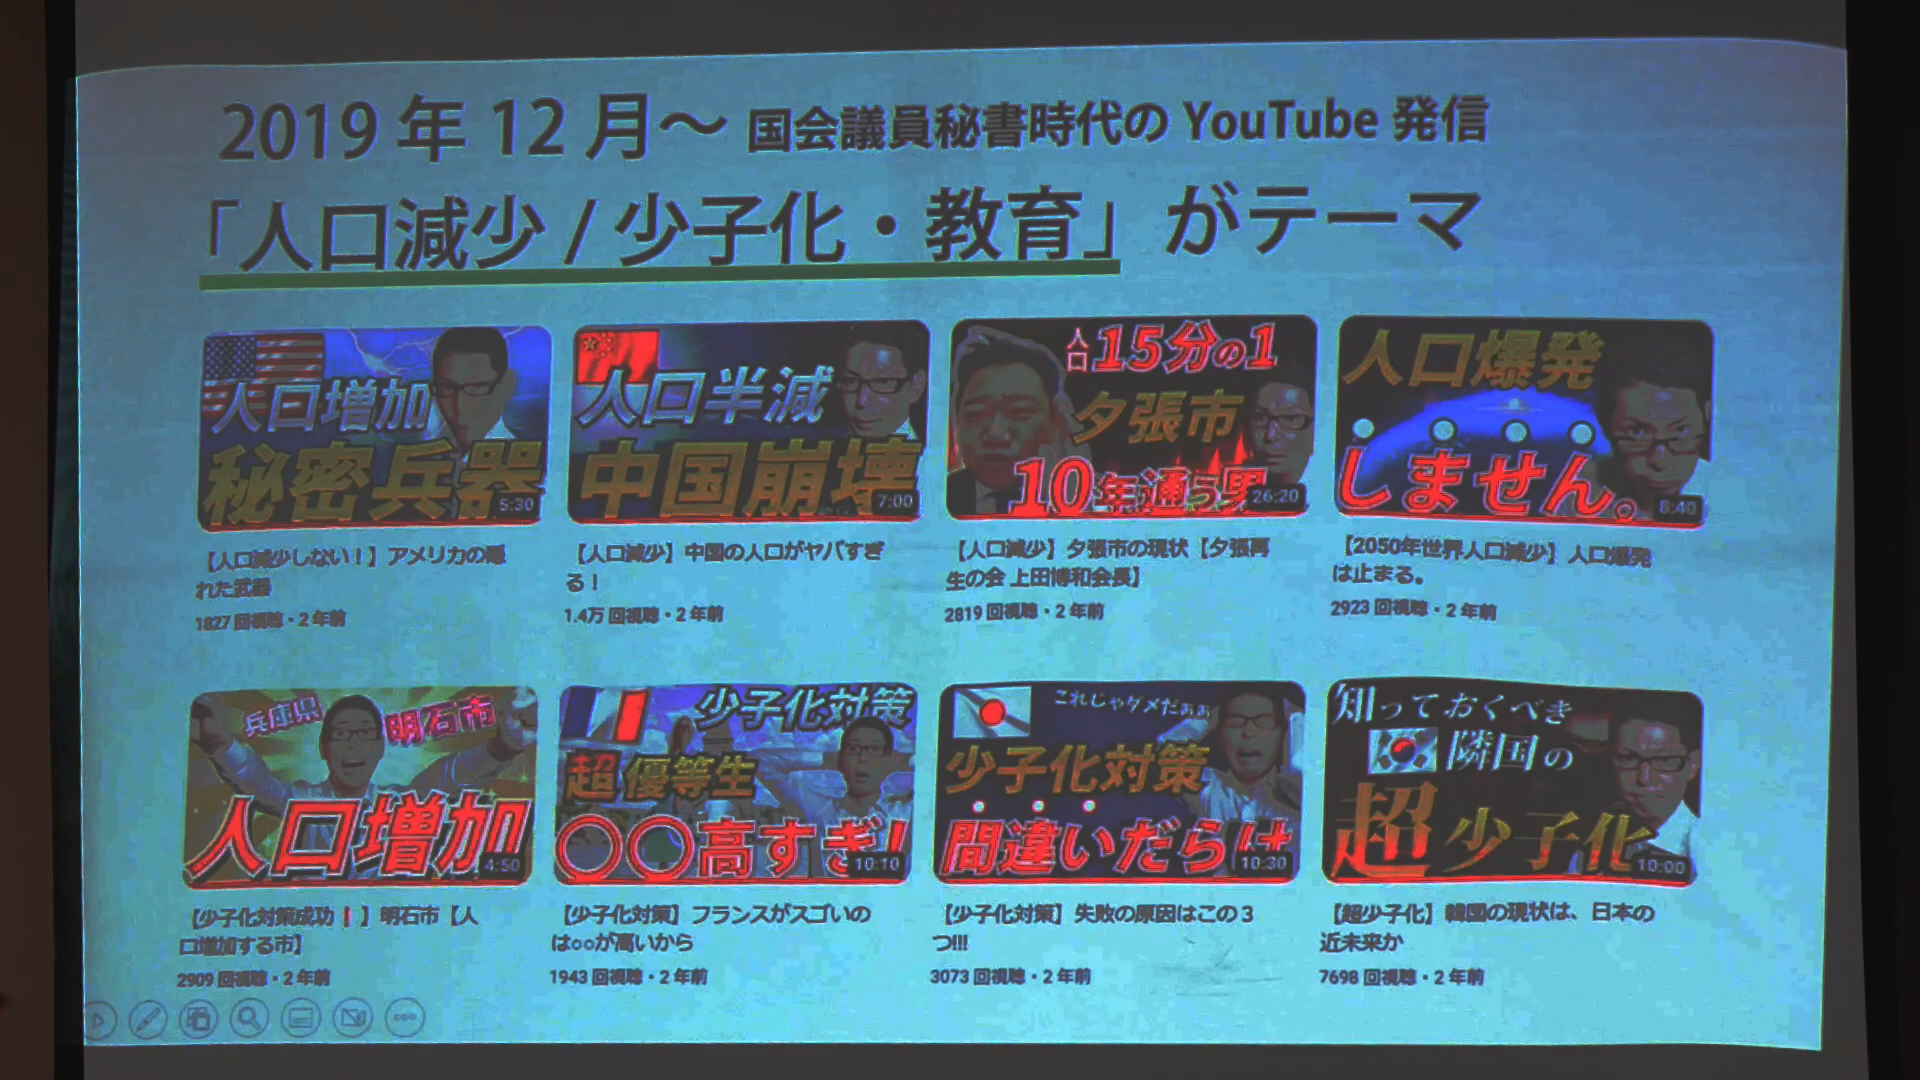 2019 年 12 月～ 国会議員秘書時代の YouTube 発信
「人口減少 / 少子化・教育」がテーマ
人口増加
秘密兵器
5:30
【人口減少しない！】アメリカの隠
れた武器
1827 回視聴・2 年前
人口半減
中国崩壊
7:00
【人口減少】中国の人口がヤバすぎ
る！
1.4万 回視聴・2 年前
人口15分の1
夕張市
10年通う男
26:20
【人口減少】夕張市の現状【夕張再
生の会 上田博和会長】
2819 回視聴・2 年前
人口爆発
しません。
8:40
【2050年世界人口減少】人口爆発
は止まる。
2923 回視聴・2 年前
兵庫県 明石市
人口増加
4:50
【少子化対策成功❗】明石市【人
口増加する市】
2909 回視聴・2 年前
少子化対策
超優等生
〇〇高すぎ!
10:10
【少子化対策】フランスがスゴいの
は○○が高いから
1943 回視聴・2 年前
これじゃダメだぁぁ
少子化対策
間違いだらけ
10:30
【少子化対策】失敗の原因はこの 3
つ!!!
3073 回視聴・2 年前
知っておくべき
隣国の
超少子化
10:00
【超少子化】韓国の現状は、日本の
近未来か
7698 回視聴・2 年前